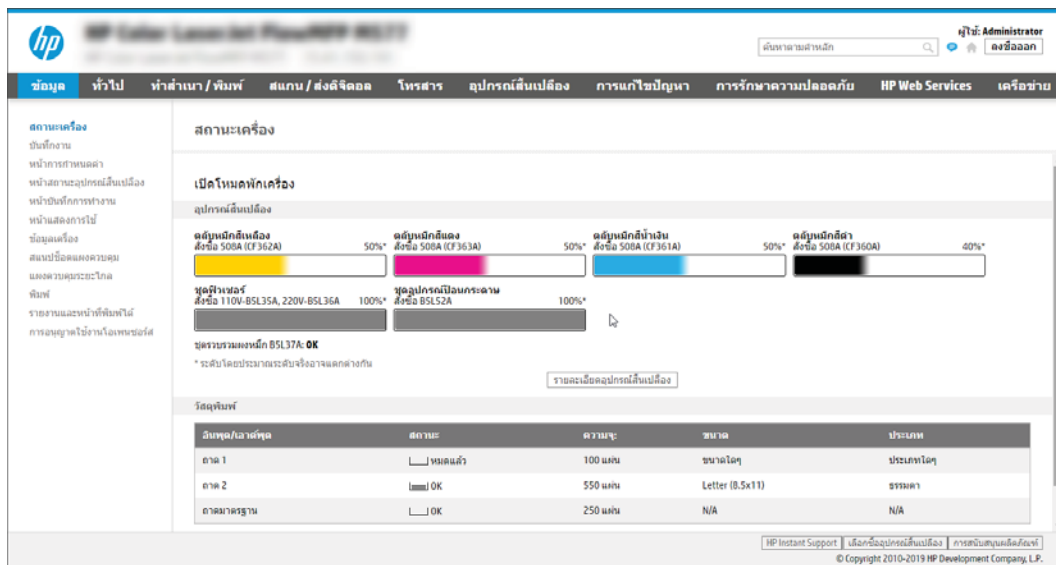 hp
HP Color LaserJet FlowMFP M577
ผู้ใช้: Administrator
ค้นหาตามคำหลัก
ลงชื่อออก
ข้อมูล ทั่วไป ทำสำเนา / พิมพ์ สแกน / ส่งดิจิตอล โทรสาร อุปกรณ์สิ้นเปลือง การแก้ไขปัญหา การรักษาความปลอดภัย HP Web Services เครือข่าย
สถานะเครื่อง
บันทึกงาน
หน้าการกำหนดค่า
หน้าสถานะอุปกรณ์สิ้นเปลือง
หน้าบันทึกการทำงาน
หน้าแสดงการใช้
ข้อมูลเครื่อง
สแนปช็อตแผงควบคุม
แผงควบคุมระยะไกล
พิมพ์
รายงานและหน้าที่พิมพ์ได้
การอนุญาตใช้งานโอเพนซอร์ส
สถานะเครื่อง
เปิดโหมดพักเครื่อง
อุปกรณ์สิ้นเปลือง
ตลับหมึกสีเหลือง
สั่งซื้อ 508A (CF362A) 50%*
ตลับหมึกสีแดง
สั่งซื้อ 508A (CF363A) 50%*
ตลับหมึกสีน้ำเงิน
สั่งซื้อ 508A (CF361A) 50%*
ตลับหมึกสีดำ
สั่งซื้อ 508A (CF360A) 40%*
ชุดฟิวเซอร์
สั่งซื้อ 110V-B5L35A, 220V-B5L36A 100%*
ชุดอุปกรณ์ป้อนกระดาษ
สั่งซื้อ B5L52A 100%*
ชุดรวบรวมผงหมึก B5L37A: OK
* ระดับโดยประมาณระดับจริงอาจแตกต่างกัน
รายละเอียดอุปกรณ์สิ้นเปลือง
วัสดุพิมพ์
อินพุต/เอาต์พุต สถานะ ความจุ: ขนาด ประเภท
ถาด 1 หมดแล้ว 100 แผ่น ขนาดใดๆ ประเภทใดๆ
ถาด 2 OK 550 แผ่น Letter (8.5x11) ธรรมดา
ถาดมาตรฐาน OK 250 แผ่น N/A N/A
HP Instant Support เลือกซื้ออุปกรณ์สิ้นเปลือง การสนับสนุนผลิตภัณฑ์
© Copyright 2010-2019 HP Development Company, L.P.